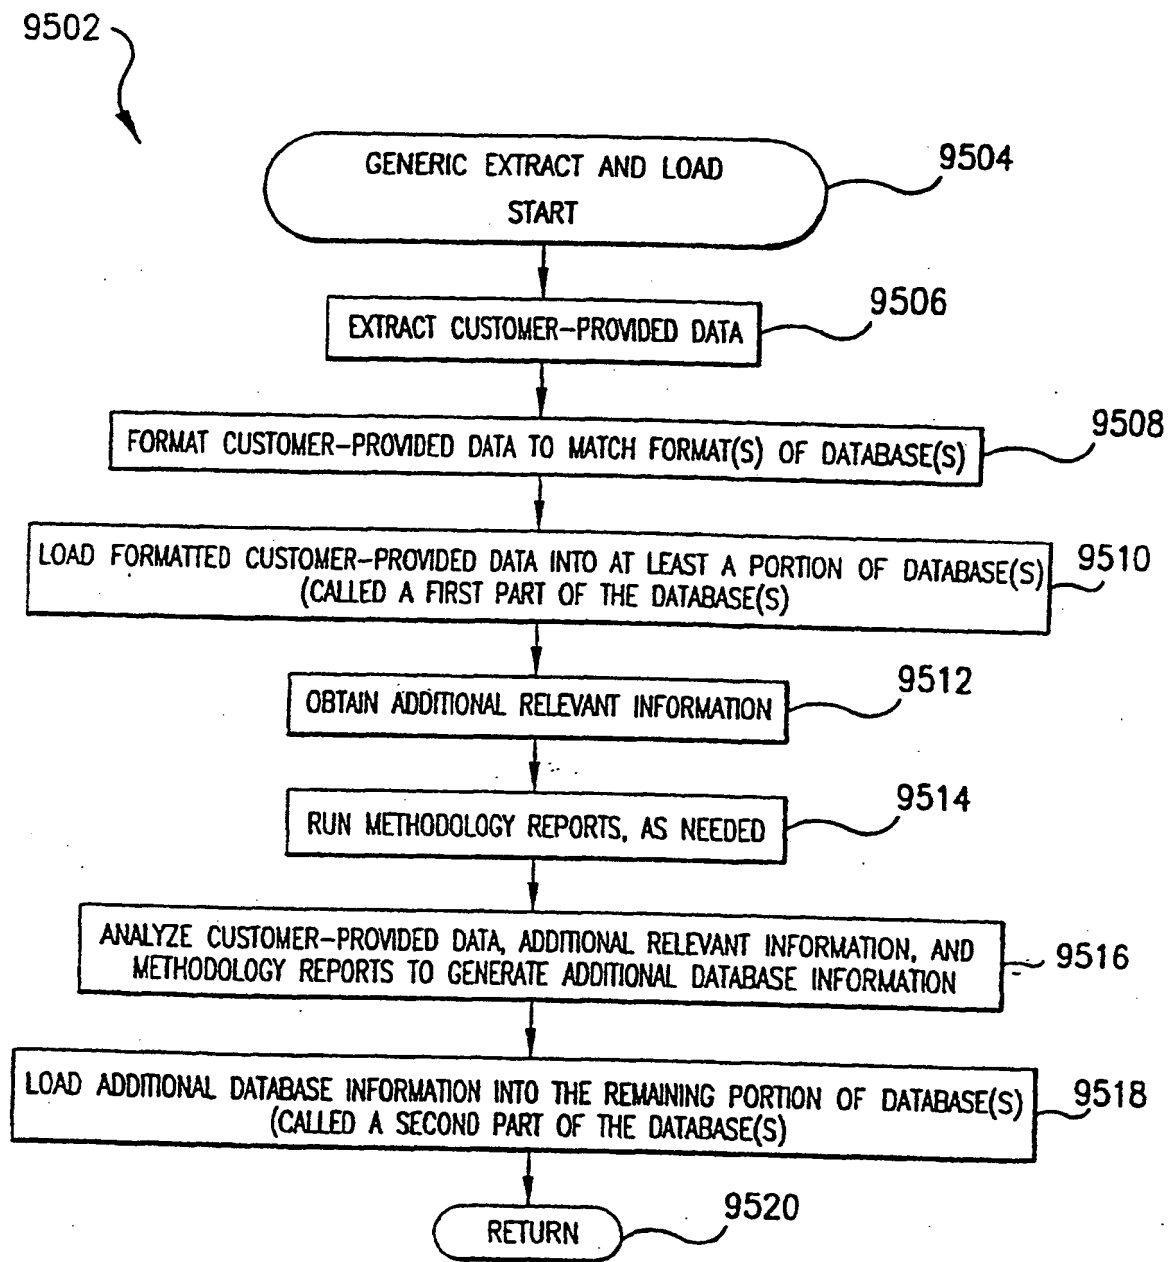 9502
GENERIC EXTRACT AND LOAD
START
9504
EXTRACT CUSTOMER-PROVIDED DATA
9506
FORMAT CUSTOMER-PROVIDED DATA TO MATCH FORMAT(S) OF DATABASE(S)
9508
LOAD FORMATTED CUSTOMER-PROVIDED DATA INTO AT LEAST A PORTION OF DATABASE(S)
(CALLED A FIRST PART OF THE DATABASE(S)
9510
OBTAIN ADDITIONAL RELEVANT INFORMATION
9512
RUN METHODOLOGY REPORTS, AS NEEDED
9514
ANALYZE CUSTOMER-PROVIDED DATA, ADDITIONAL RELEVANT INFORMATION, AND
METHODOLOGY REPORTS TO GENERATE ADDITIONAL DATABASE INFORMATION
9516
LOAD ADDITIONAL DATABASE INFORMATION INTO THE REMAINING PORTION OF DATABASE(S)
(CALLED A SECOND PART OF THE DATABASE(S)
9518
RETURN
9520